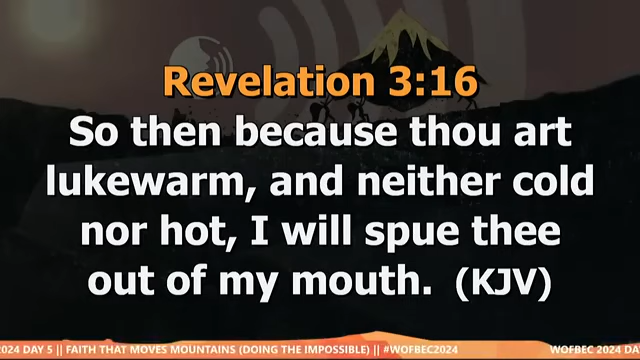 Revelation 3:16
So then because thou art
lukewarm, and neither cold
nor hot, I will spue thee
out of my mouth. (KJV)
2024 DAY 5 || FAITH THAT MOVES MOUNTAINS (DOING THE IMPOSSIBLE) || #WOFBEC2024 WOFBEC 2024 DA